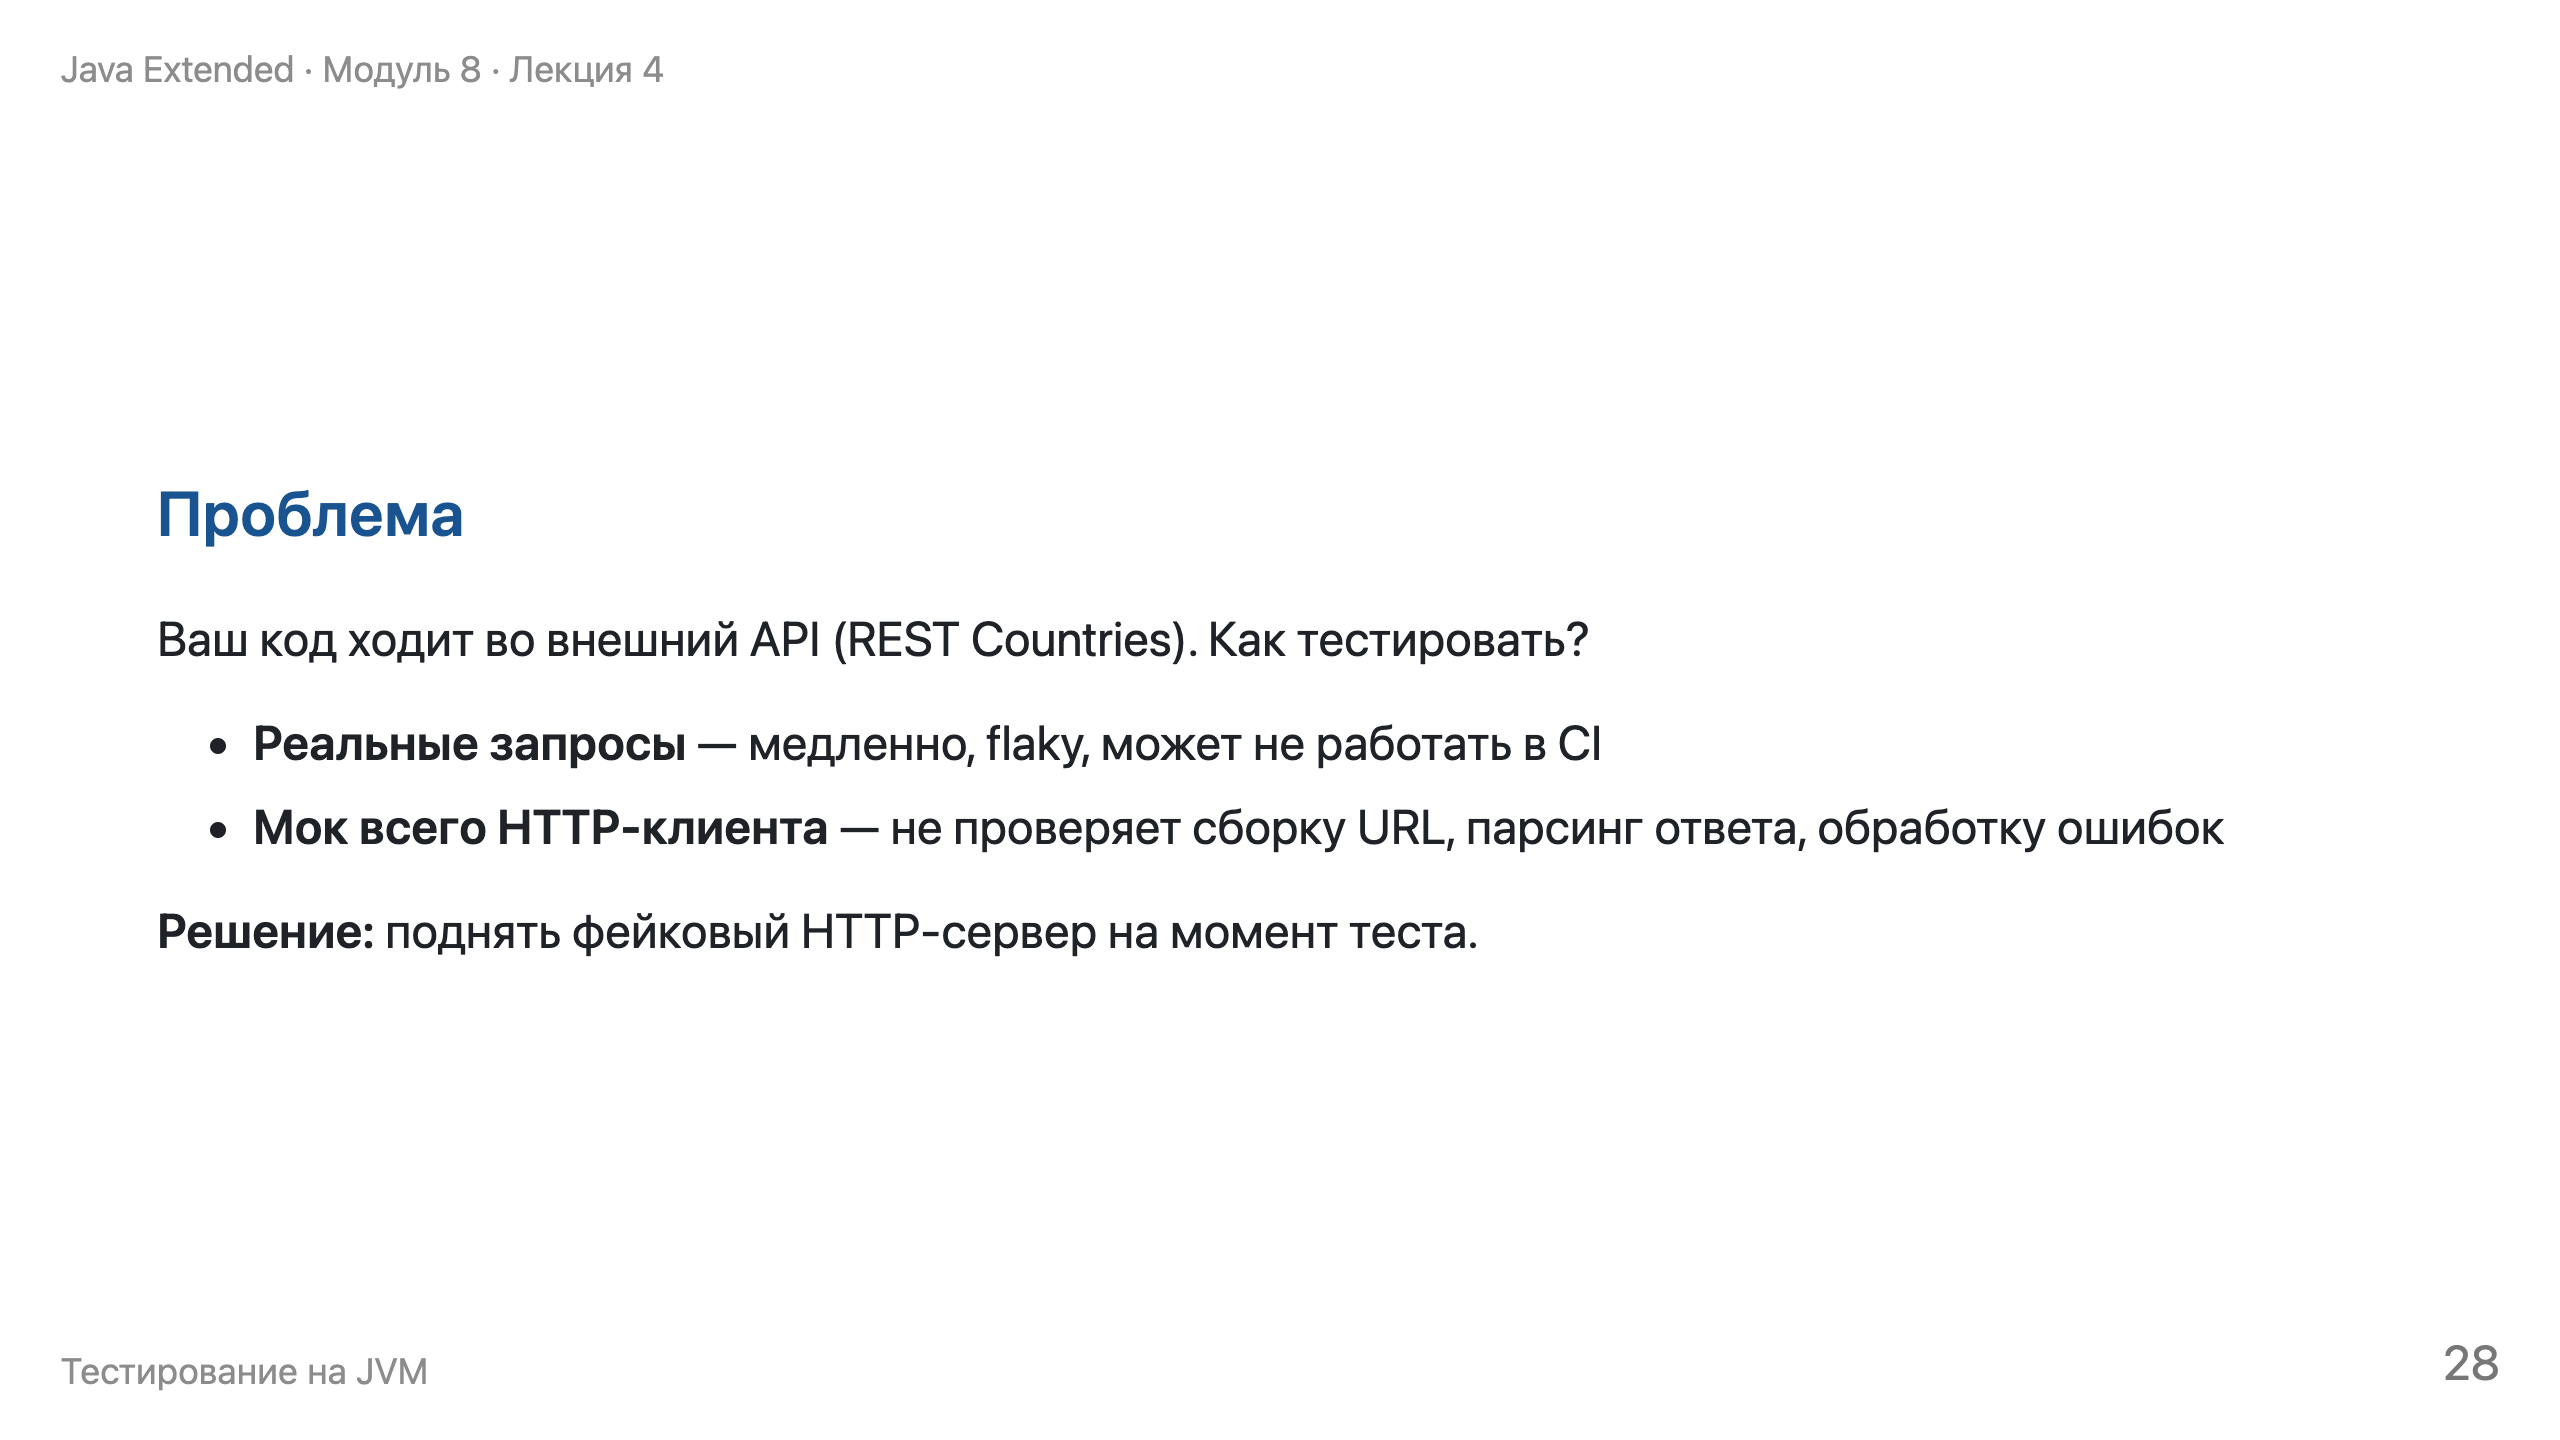 Java Extended · Модуль 8 · Лекция 4
Проблема
Ваш код ходит во внешний API (REST Countries). Как тестировать?
• Реальные запросы — медленно, flaky, может не работать в CI
• Мок всего HTTP-клиента — не проверяет сборку URL, парсинг ответа, обработку ошибок
Решение: поднять фейковый HTTP-сервер на момент теста.
Тестирование на JVM
28